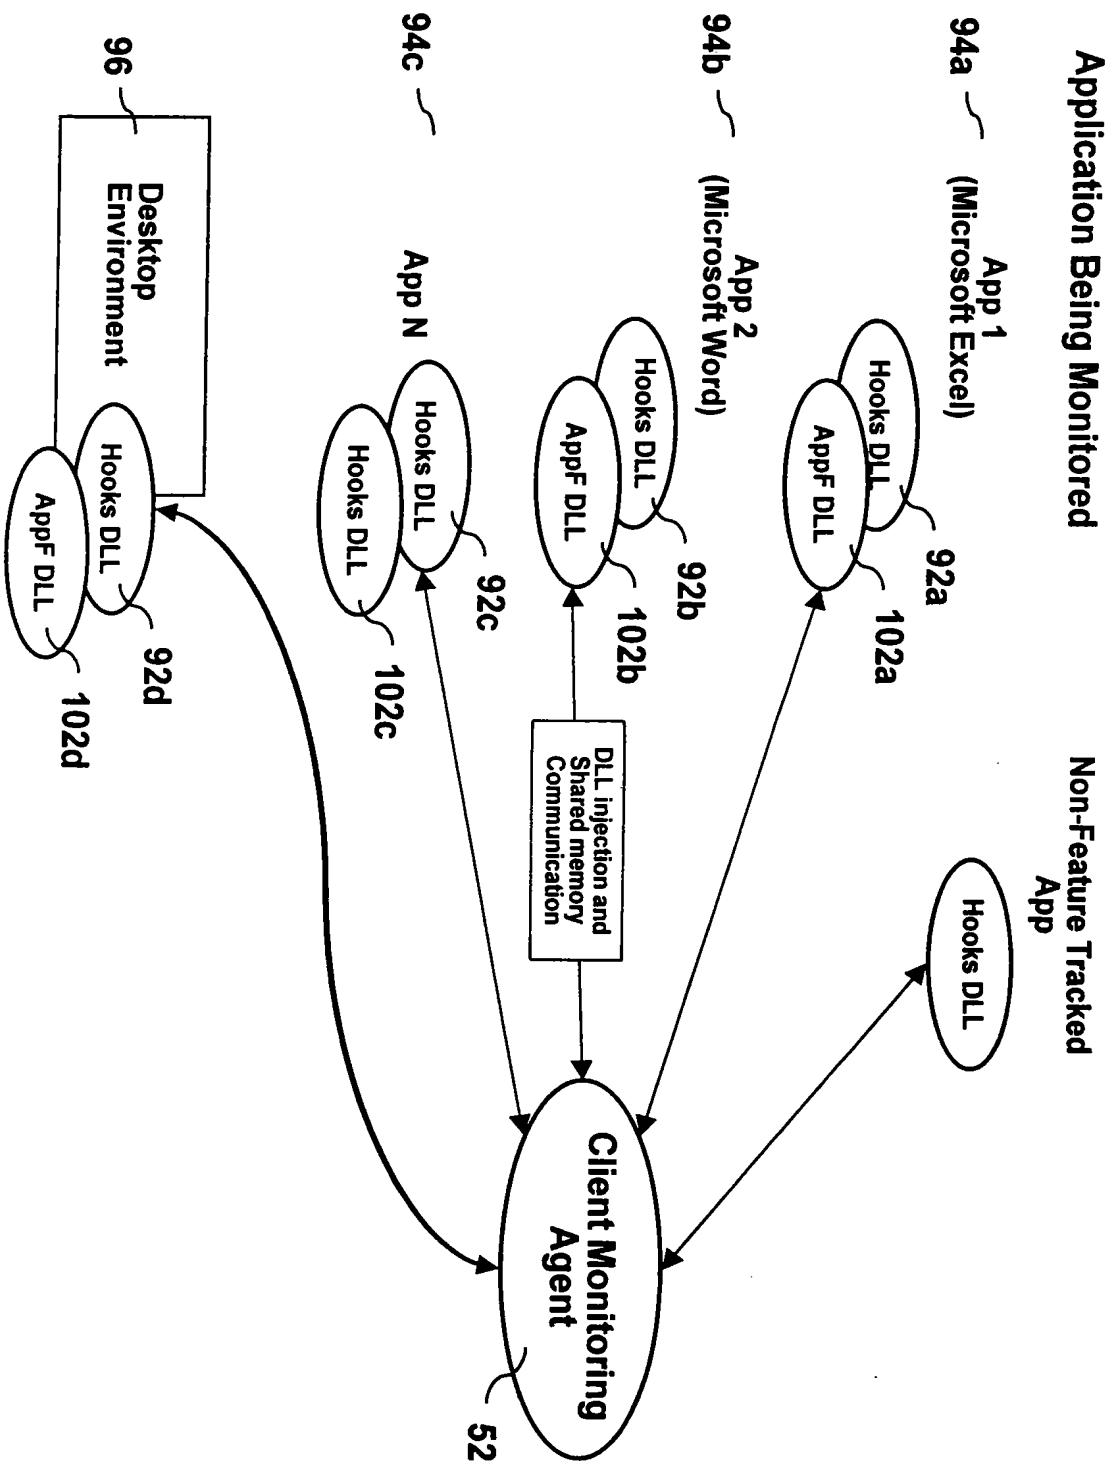 Application Being Monitored
Non-Feature Tracked
App
Hooks DLL
94a
App 1
(Microsoft Excel)
Hooks DLL
92a
AppF DLL
102a
94b
App 2
(Microsoft Word)
Hooks DLL
92b
AppF DLL
102b
DLL injection and
Shared memory
Communication
Client Monitoring
Agent
52
94c
App N
Hooks DLL
92c
Hooks DLL
102c
96
Desktop
Environment
Hooks DLL
92d
AppF DLL
102d